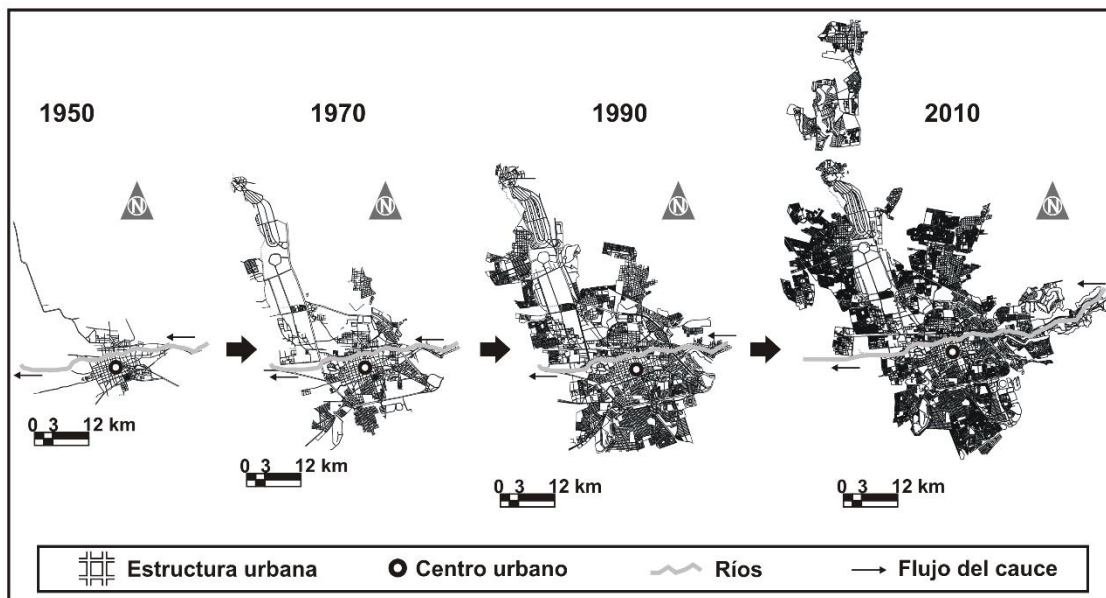 1950
1970
1990
2010
N
N
N
N
0 3 12 km
0 3 12 km
0 3 12 km
0 3 12 km
Estructura urbana
Centro urbano
Ríos
Flujo del cauce